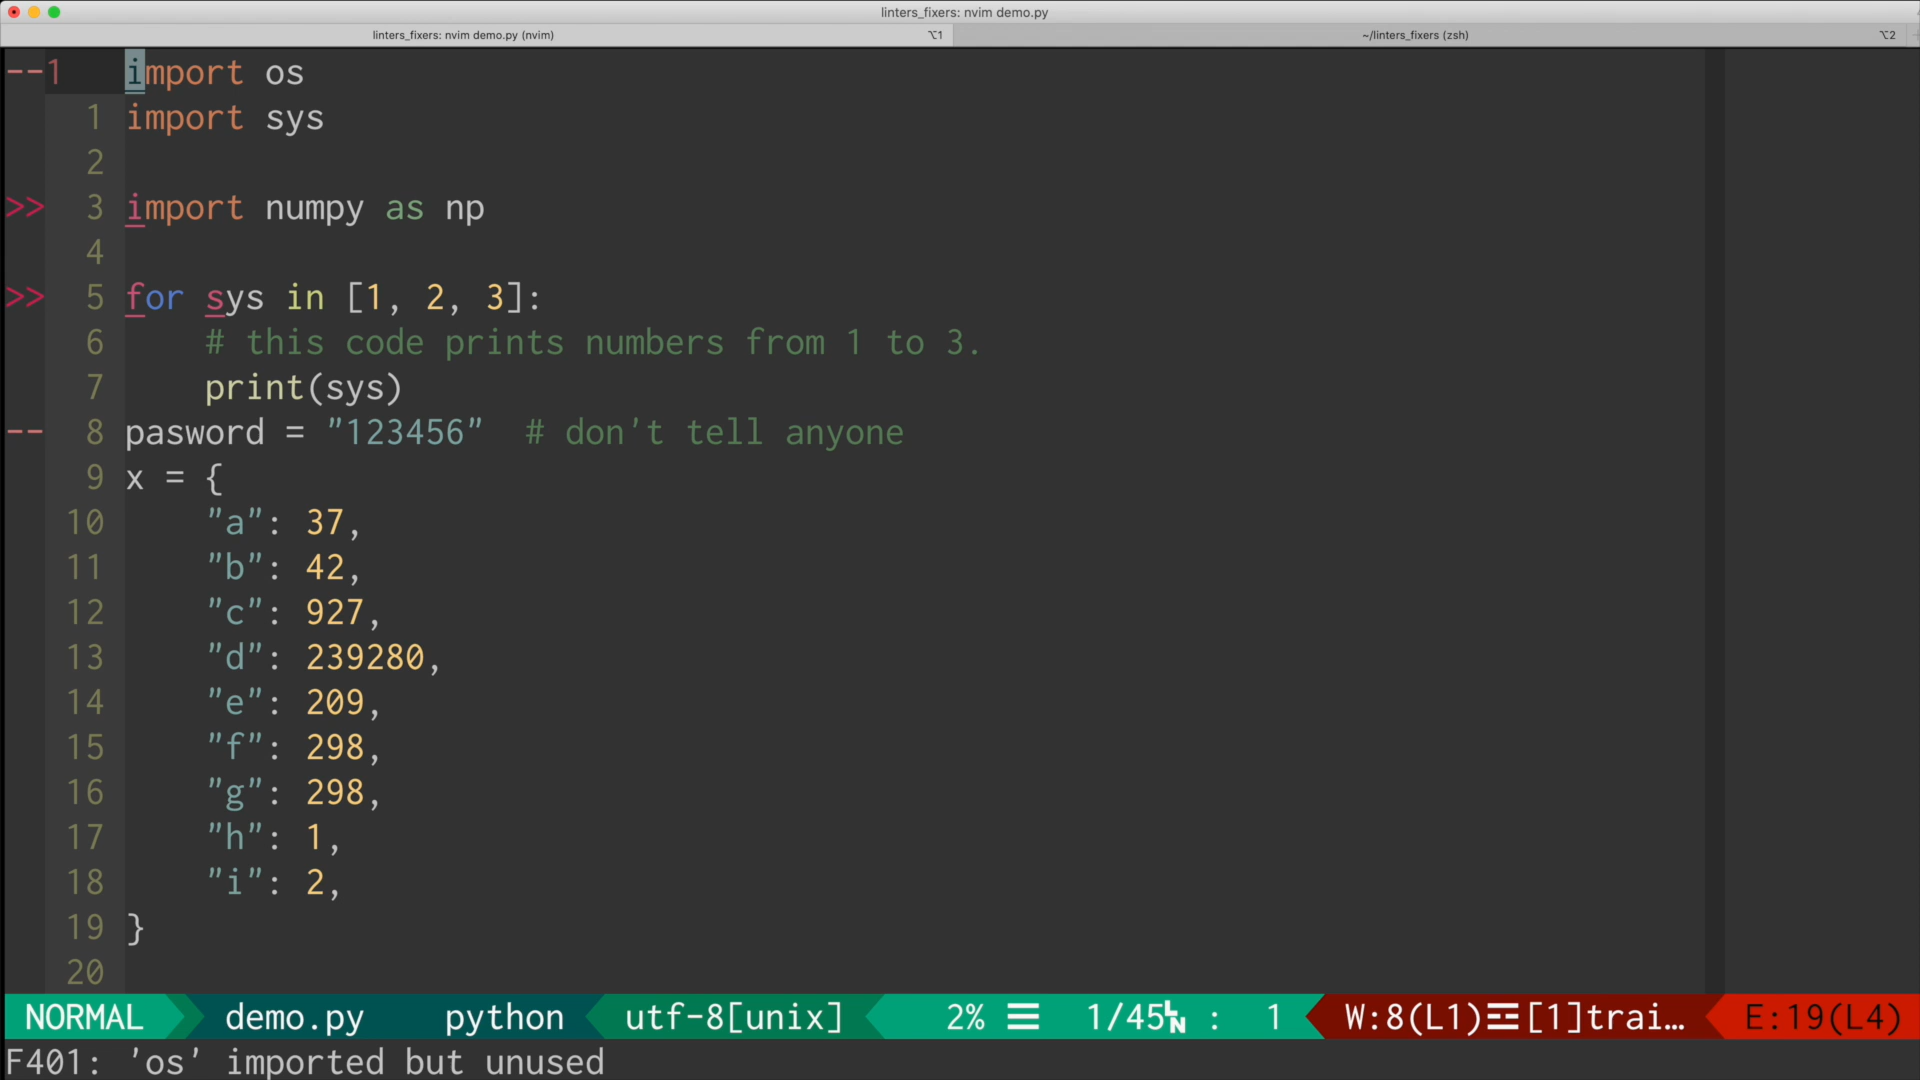 linters_fixers: nvim demo.py
linters_fixers: nvim demo.py (nvim) ⌥1 ~/linters_fixers (zsh) ⌥2
--1 import os
1 import sys
2
>> 3 import numpy as np
4
>> 5 for sys in [1, 2, 3]:
6 # this code prints numbers from 1 to 3.
7 print(sys)
-- 8 pasword = "123456" # don't tell anyone
9 x = {
10 "a": 37,
11 "b": 42,
12 "c": 927,
13 "d": 239280,
14 "e": 209,
15 "f": 298,
16 "g": 298,
17 "h": 1,
18 "i": 2,
19 }
20
NORMAL demo.py python utf-8[unix] 2% ☰ 1/45␤ : 1 W:8(L1)☲[1]trai… E:19(L4)
F401: 'os' imported but unused